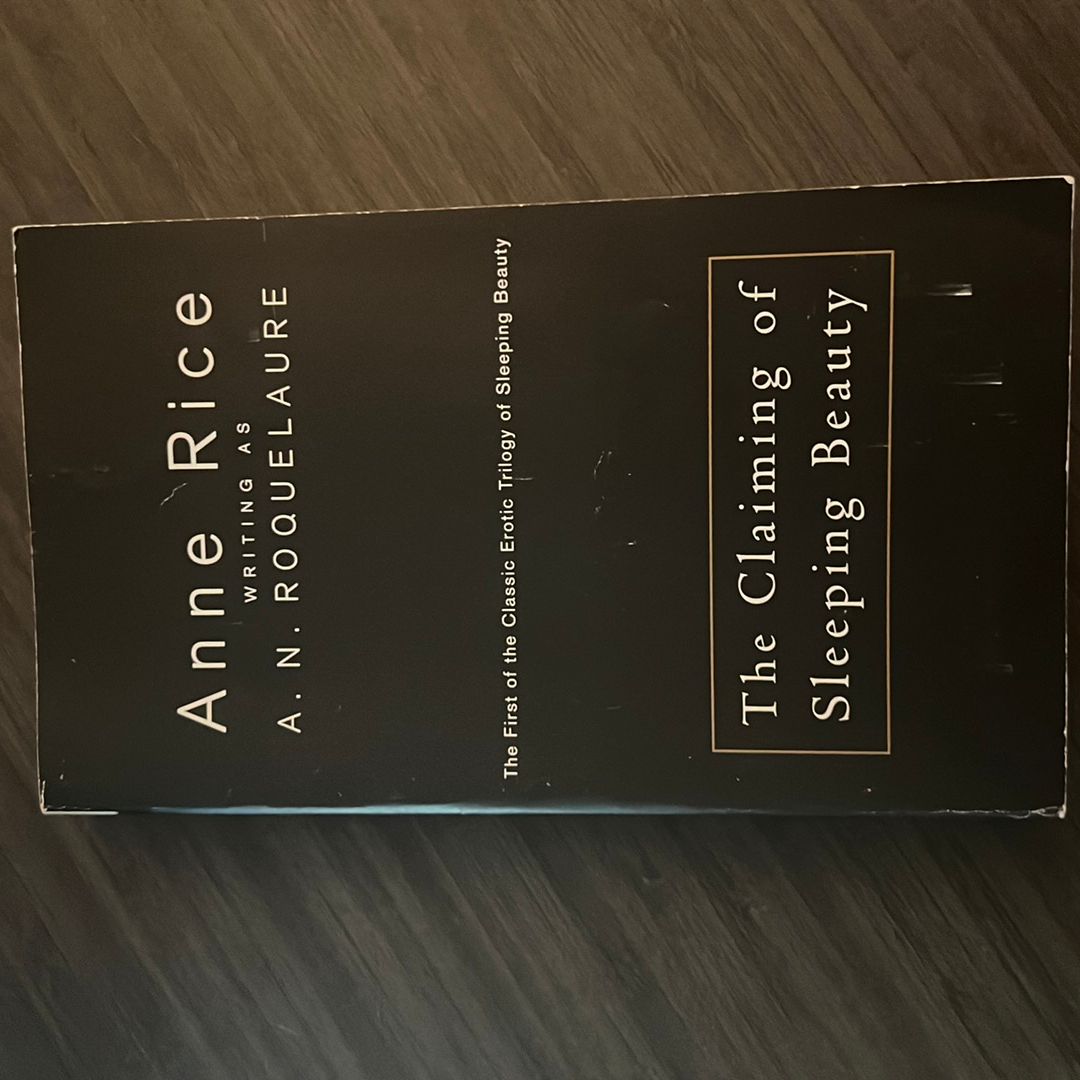 Anne Rice
WRITING AS
A. N. ROQUELAURE
The First of the Classic Erotic Trilogy of Sleeping Beauty
The Claiming of
Sleeping Beauty